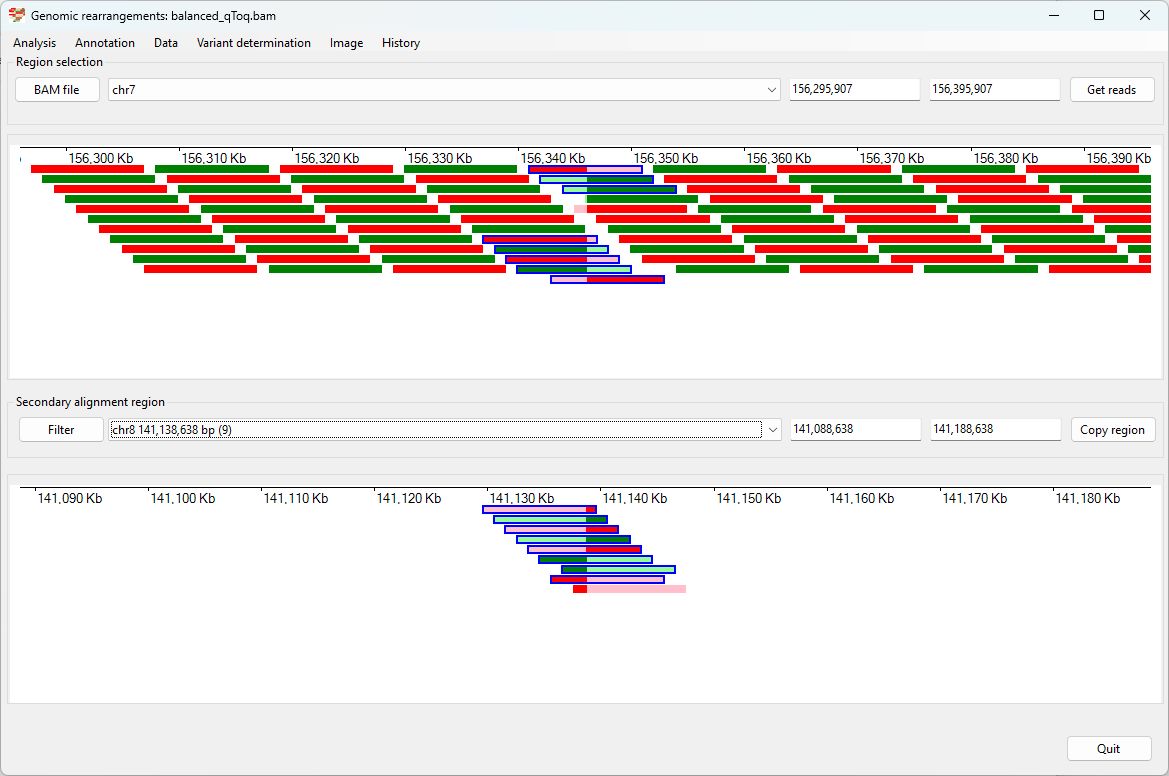 Genomic rearrangements: balanced_qToq.bam
Analysis Annotation Data Variant determination Image History
Region selection
BAM file chr7 156,295,907 156,395,907 Get reads
156,300 Kb 156,310 Kb 156,320 Kb 156,330 Kb 156,340 Kb 156,350 Kb 156,360 Kb 156,370 Kb 156,380 Kb 156,390 Kb
Secondary alignment region
Filter chr8 141,138,638 bp (9) 141,088,638 141,188,638 Copy region
141,090 Kb 141,100 Kb 141,110 Kb 141,120 Kb 141,130 Kb 141,140 Kb 141,150 Kb 141,160 Kb 141,170 Kb 141,180 Kb
Quit